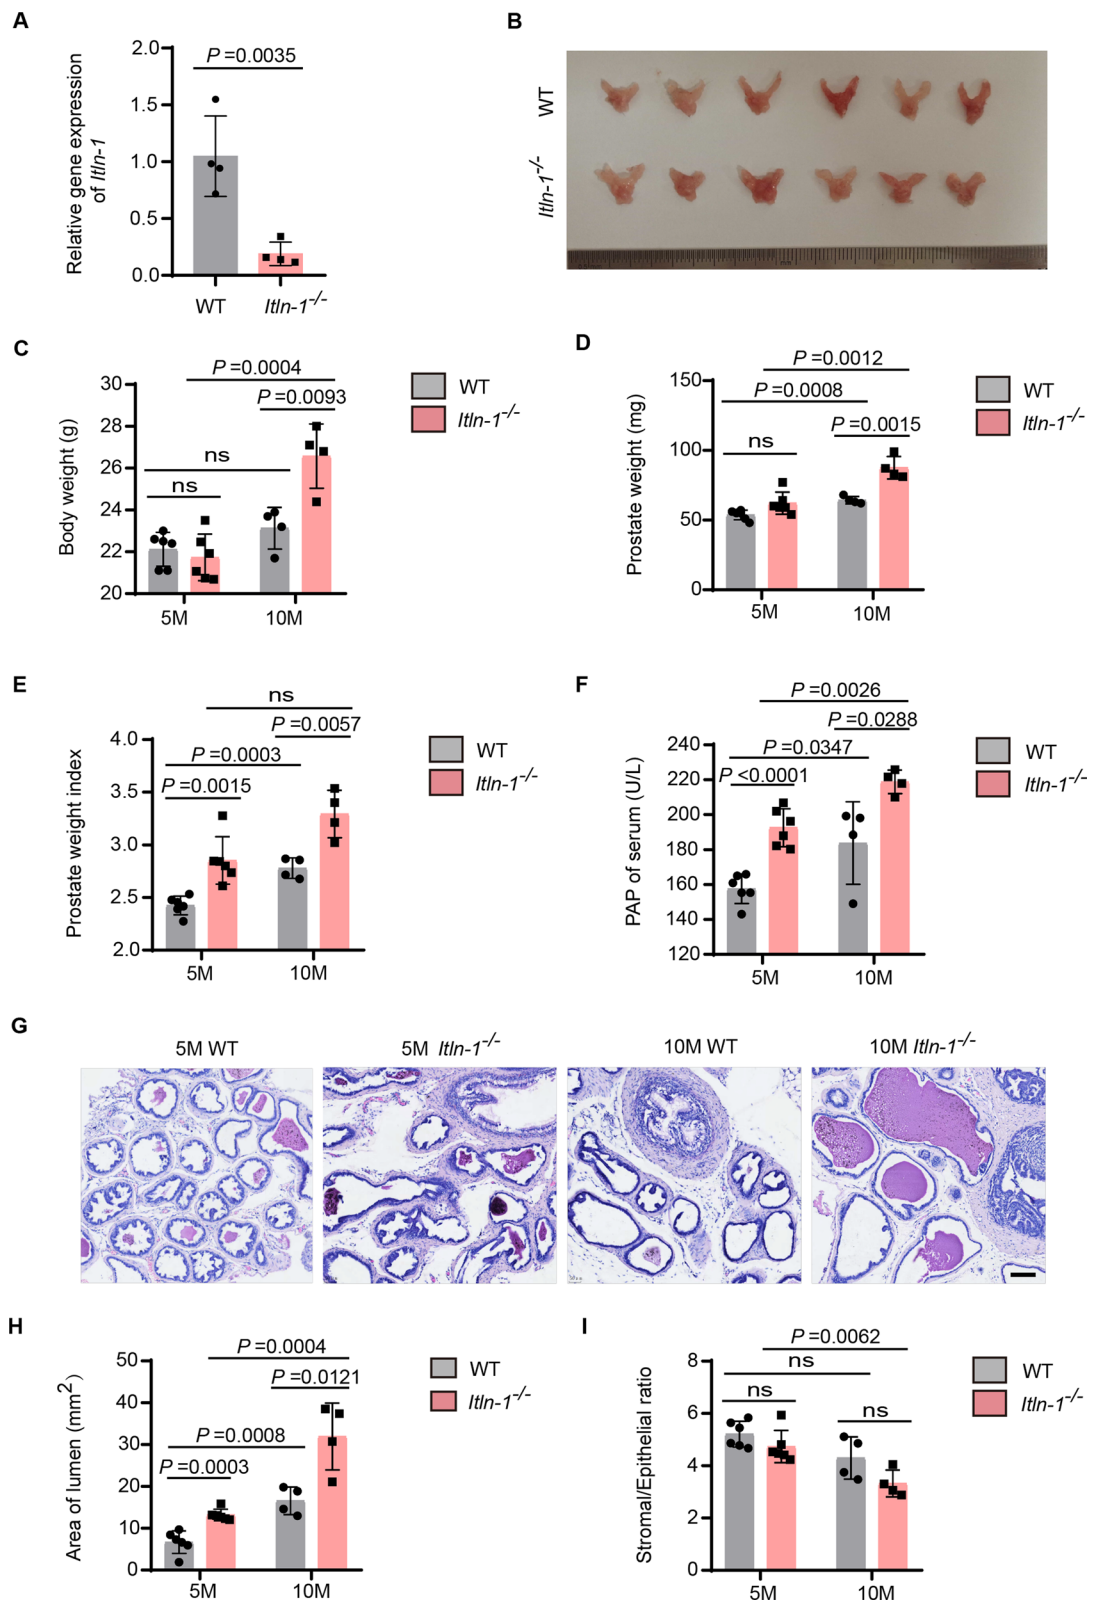 A
P =0.0035
2.0
1.5
1.0
0.5
0.0
Relative gene expression
of Itln-1
WT
Itln-1-/-
B
WT
Itln-1-/-
C
P =0.0004
P =0.0093
ns
ns
30
28
26
24
22
20
Body weight (g)
5M
10M
WT
Itln-1-/-
D
P =0.0012
P =0.0008
P =0.0015
ns
150
100
50
0
Prostate weight (mg)
5M
10M
WT
Itln-1-/-
E
ns
P =0.0057
P =0.0003
P =0.0015
4.0
3.5
3.0
2.5
2.0
Prostate weight index
5M
10M
WT
Itln-1-/-
F
P =0.0026
P =0.0288
P =0.0347
P <0.0001
240
220
200
180
160
140
120
PAP of serum (U/L)
5M
10M
WT
Itln-1-/-
G
5M WT
5M Itln-1-/-
10M WT
10M Itln-1-/-
H
P =0.0004
P =0.0121
P =0.0008
P =0.0003
50
40
30
20
10
0
Area of lumen (mm2)
5M
10M
WT
Itln-1-/-
I
P =0.0062
ns
ns
ns
8
6
4
2
0
Stromal/Epithelial ratio
5M
10M
WT
Itln-1-/-